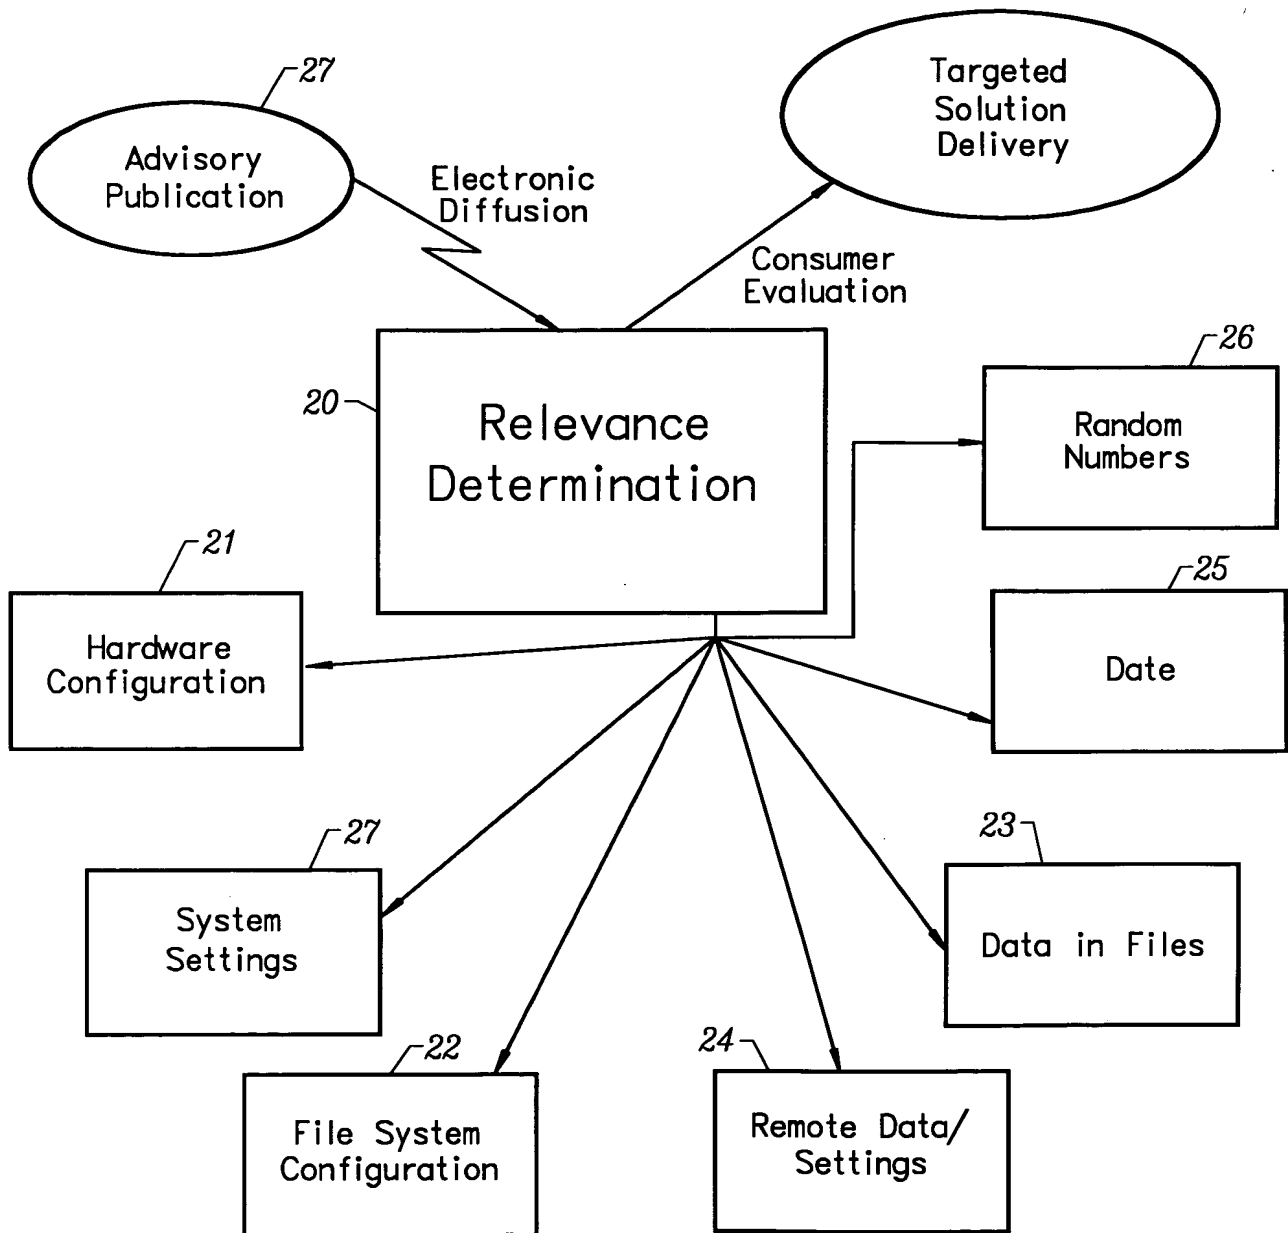 27
Advisory
Publication
Electronic
Diffusion
Targeted
Solution
Delivery
Consumer
Evaluation
20
Relevance
Determination
26
Random
Numbers
21
Hardware
Configuration
25
Date
27
System
Settings
23
Data in Files
22
File System
Configuration
24
Remote Data/
Settings